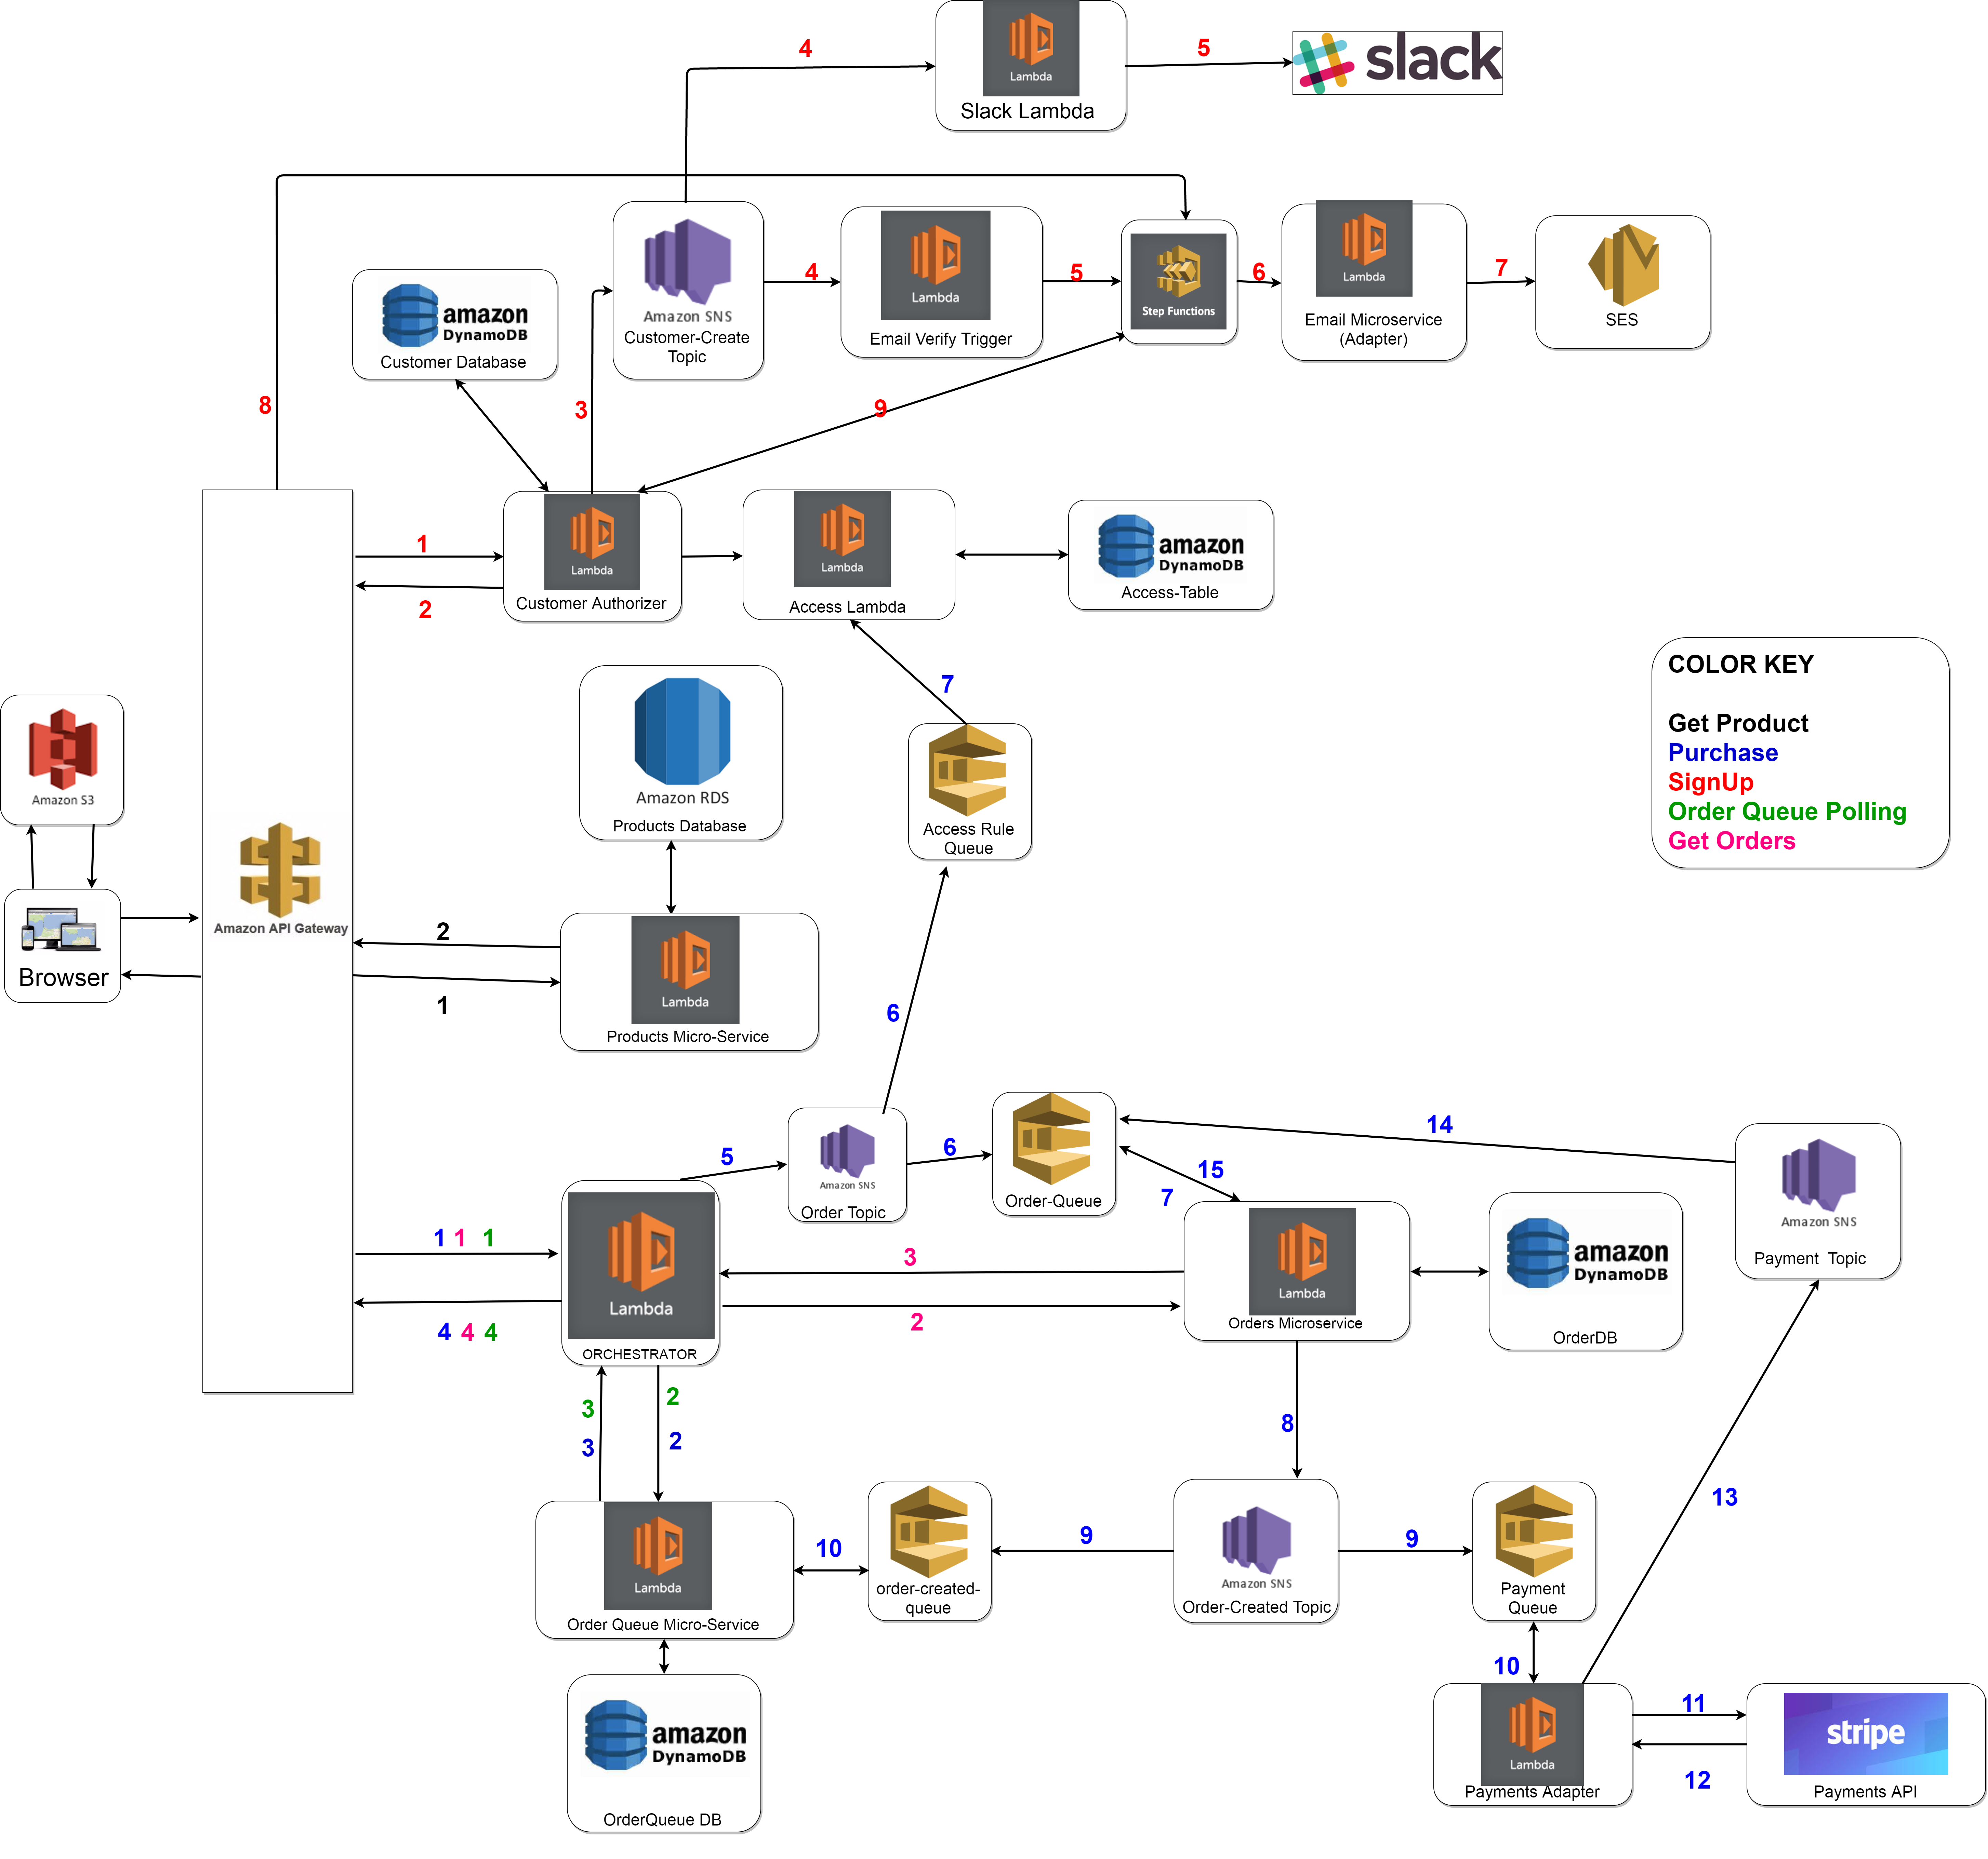 4
5
Lambda
slack
Slack Lambda
Amazon SNS
Customer-Create
Topic
4
Lambda
Email Verify Trigger
5
Step Functions
6
Lambda
Email Microservice
(Adapter)
7
SES
amazon
DynamoDB
Customer Database
8
3
9
1
2
Lambda
Customer Authorizer
Lambda
Access Lambda
amazon
DynamoDB
Access-Table
7
COLOR KEY
Get Product
Purchase
SignUp
Order Queue Polling
Get Orders
Amazon S3
Browser
Amazon API Gateway
Amazon RDS
Products Database
Access Rule
Queue
2
1
Lambda
Products Micro-Service
6
5
Amazon SNS
Order Topic
6
Order-Queue
14
15
7
Amazon SNS
Payment Topic
1 1 1
4 4 4
Lambda
ORCHESTRATOR
3
2
Lambda
Orders Microservice
amazon
DynamoDB
OrderDB
3
3
2
2
8
13
Lambda
Order Queue Micro-Service
10
order-created-
queue
9
Amazon SNS
Order-Created Topic
9
Payment
Queue
10
amazon
DynamoDB
OrderQueue DB
Lambda
Payments Adapter
11
12
stripe
Payments API